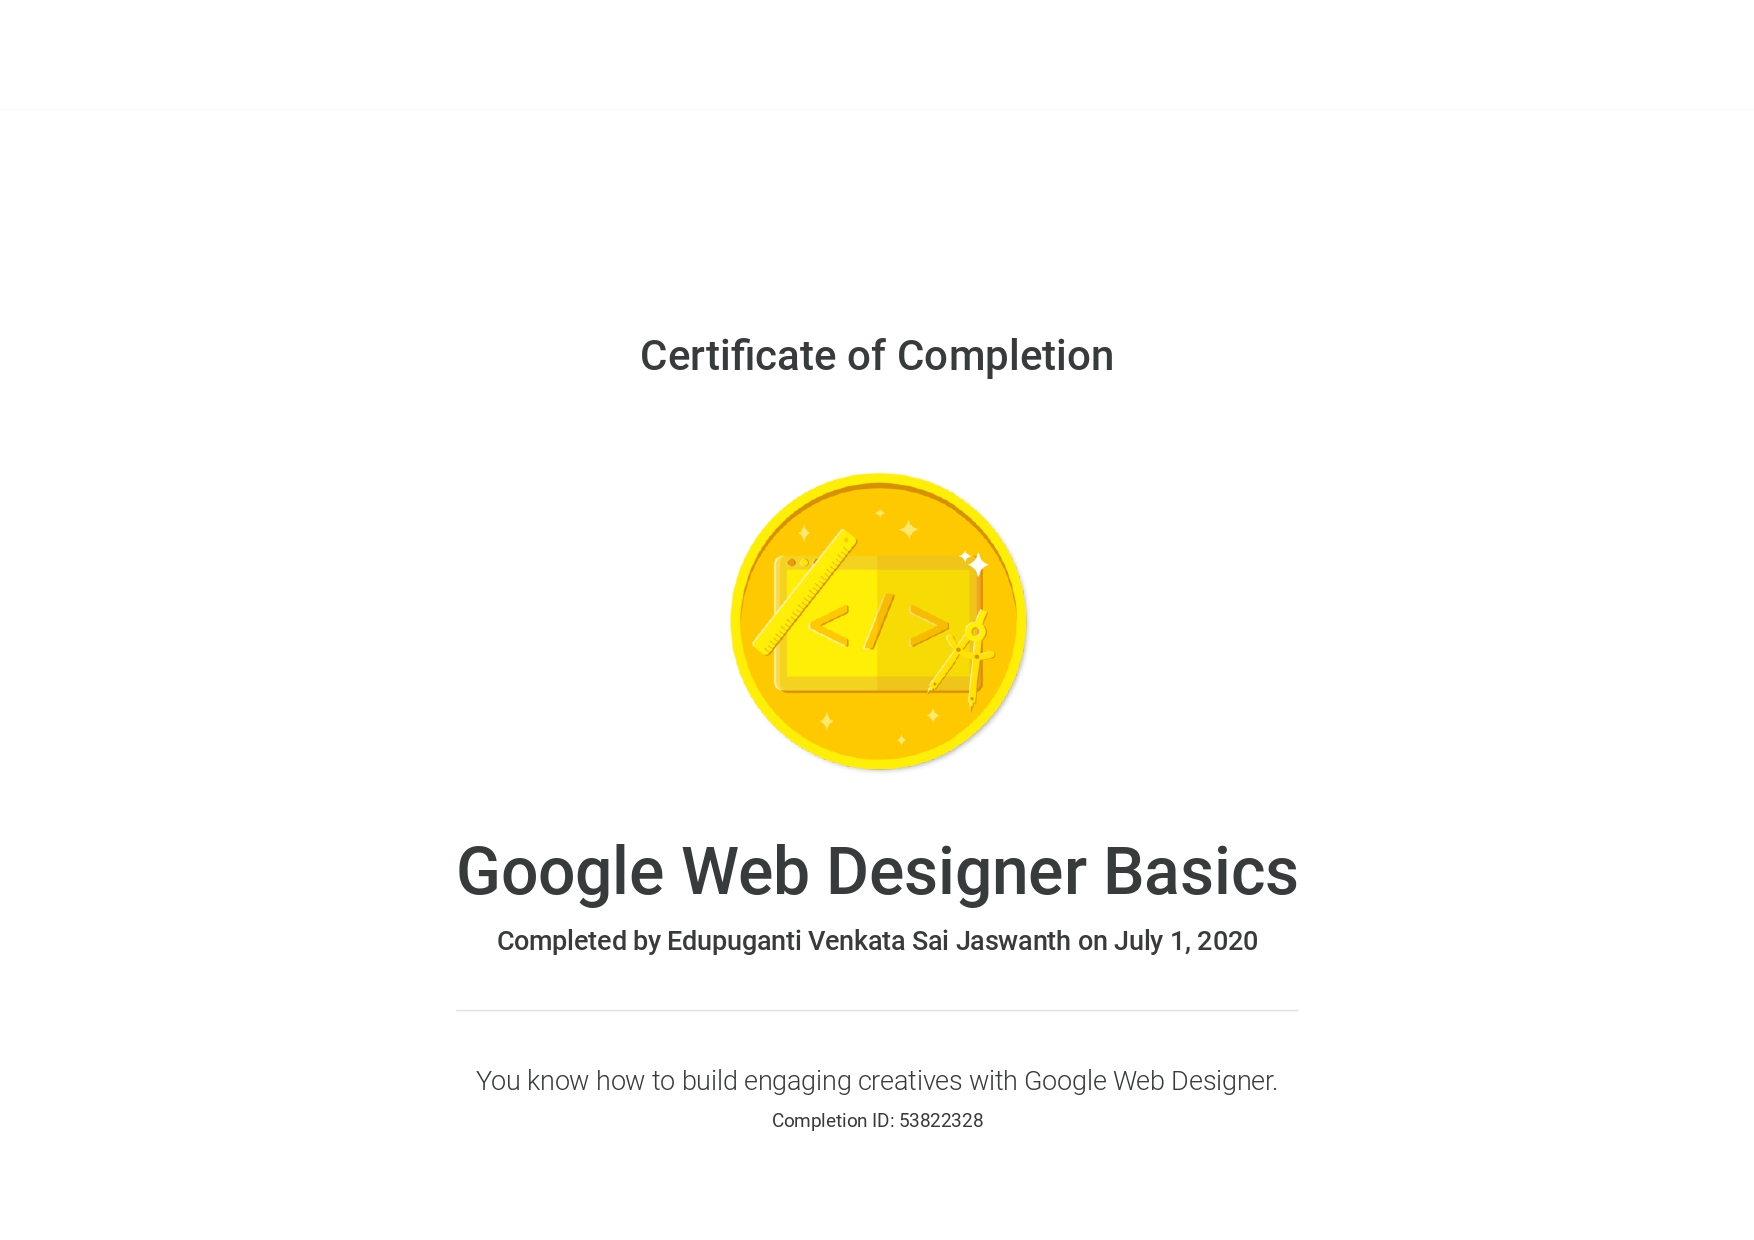 Certificate of Completion
</>
Google Web Designer Basics
Completed by Edupuganti Venkata Sai Jaswanth on July 1, 2020
You know how to build engaging creatives with Google Web Designer.
Completion ID: 53822328